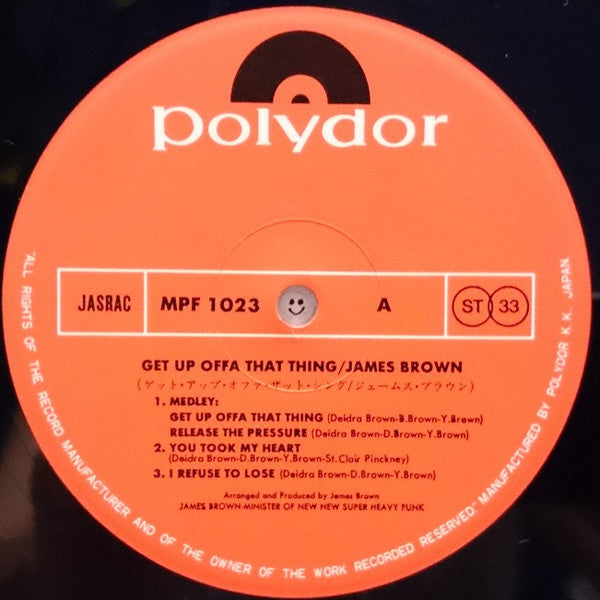 polydor
JASRAC
MPF 1023
A
ST 33
GET UP OFFA THAT THING/JAMES BROWN
(ゲット・アップ・オファ・ザット・シング/ジェームス・ブラウン)
1. MEDLEY:
GET UP OFFA THAT THING (Deidra Brown-B.Brown-Y.Brown)
RELEASE THE PRESSURE (Deidra Brown-D.Brown-Y.Brown)
2. YOU TOOK MY HEART
(Deidra Brown-D.Brown-Y.Brown-St.Clair Pinckney)
3. I REFUSE TO LOSE (Deidra Brown-D.Brown-Y.Brown)
Arranged and Produced by James Brown
JAMES BROWN-MINISTER OF NEW NEW SUPER HEAVY FUNK
"ALL RIGHTS OF THE RECORD MANUFACTURER AND OF THE OWNER OF THE WORK RECORDED RESERVED" MANUFACTURED BY POLYDOR K.K. JAPAN.